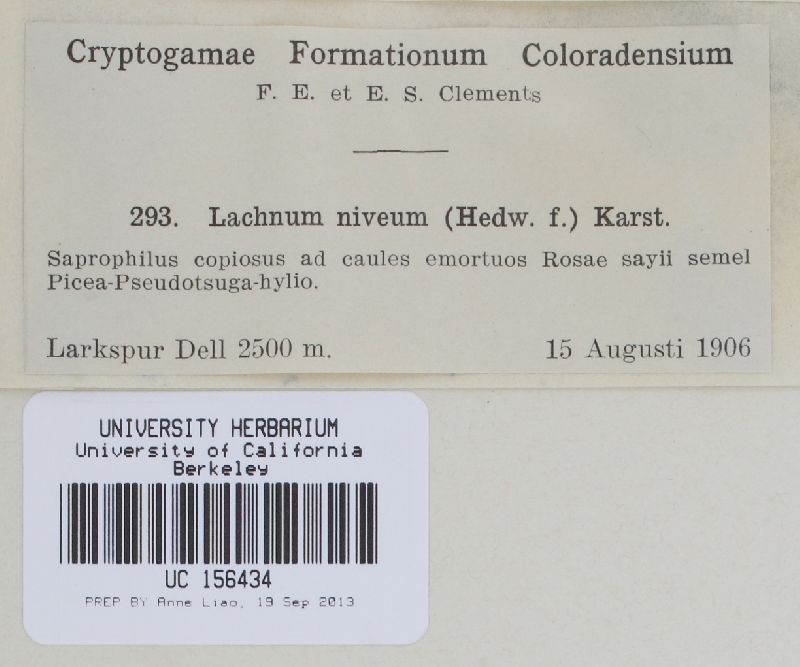 Cryptogamae Formationum Coloradensium
F. E. et E. S. Clements
293. Lachnum niveum (Hedw. f.) Karst.
Saprophilus copiosus ad caules emortuos Rosae sayii semel
Picea-Pseudotsuga-hylio.
Larkspur Dell 2500 m. 15 Augusti 1906
UNIVERSITY HERBARIUM
University of California
Berkeley
UC 156434
PREP BY Anne Liao, 19 Sep 2013